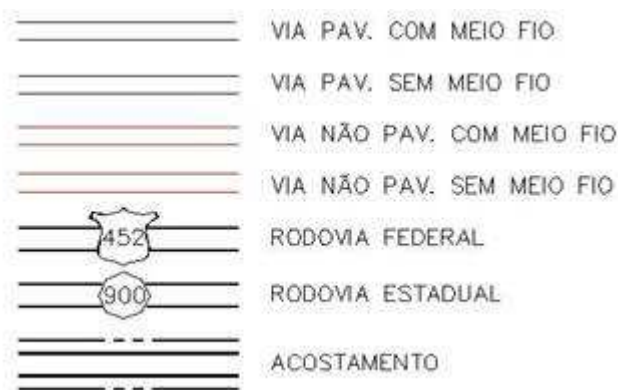 VIA PAV. COM MEIO FIO
VIA PAV. SEM MEIO FIO
VIA NÃO PAV. COM MEIO FIO
VIA NÃO PAV. SEM MEIO FIO
452 RODOVIA FEDERAL
900 RODOVIA ESTADUAL
ACOSTAMENTO